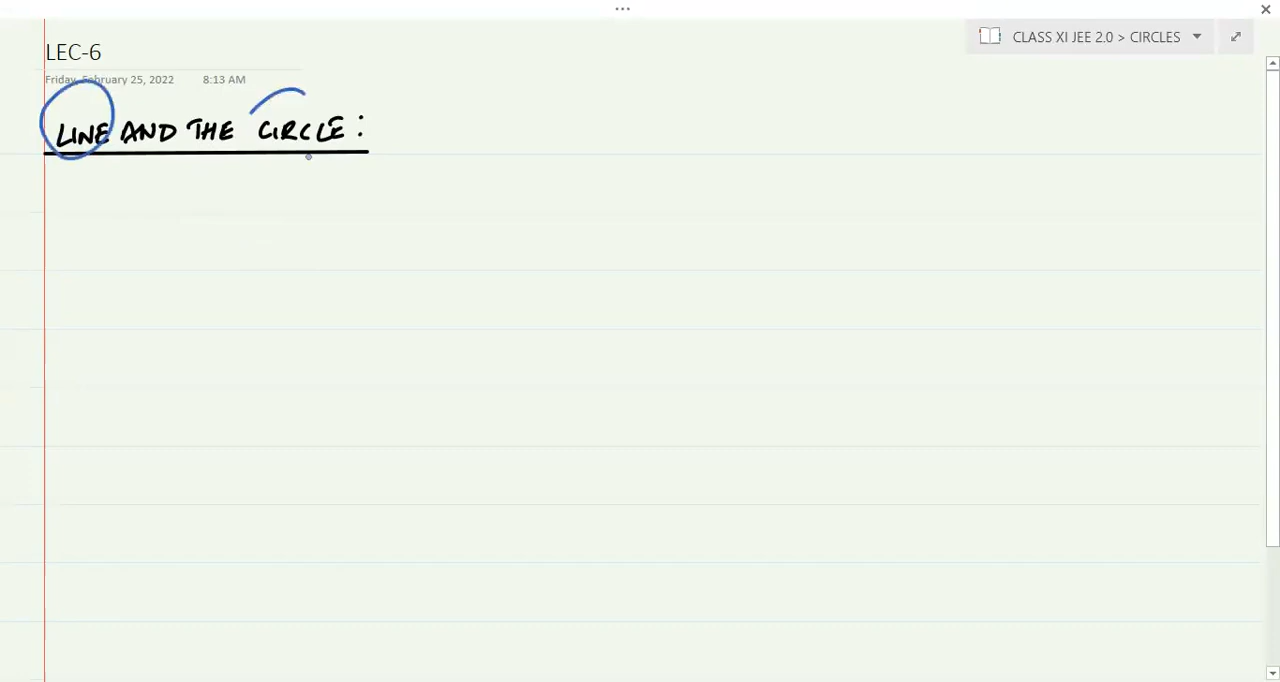 CLASS XI JEE 2.0 > CIRCLES
LEC-6
Friday, February 25, 2022 8:13 AM
LINE AND THE CIRCLE: